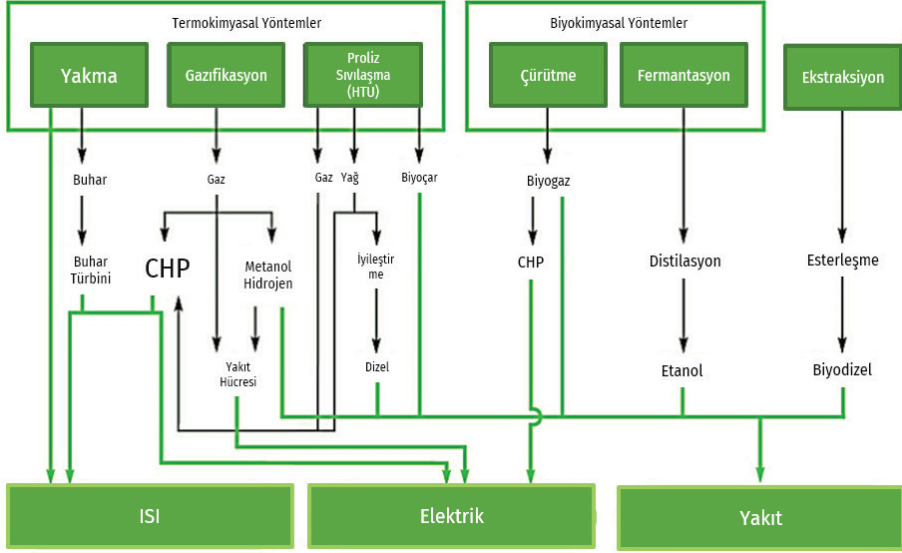 Termokimyasal Yöntemler
Biyokimyasal Yöntemler
Yakma
Gazıfikasyon
Proliz
Sıvılaşma
(HTU)
Çürütme
Fermantasyon
Ekstraksiyon
Buhar
Gaz
Gaz
Yağ
Biyoçar
Biyogaz
Buhar
Türbini
CHP
Metanol
Hidrojen
İyileştir
me
CHP
Distilasyon
Esterleşme
Yakıt
Hücresi
Dizel
Etanol
Biyodizel
ISI
Elektrik
Yakıt